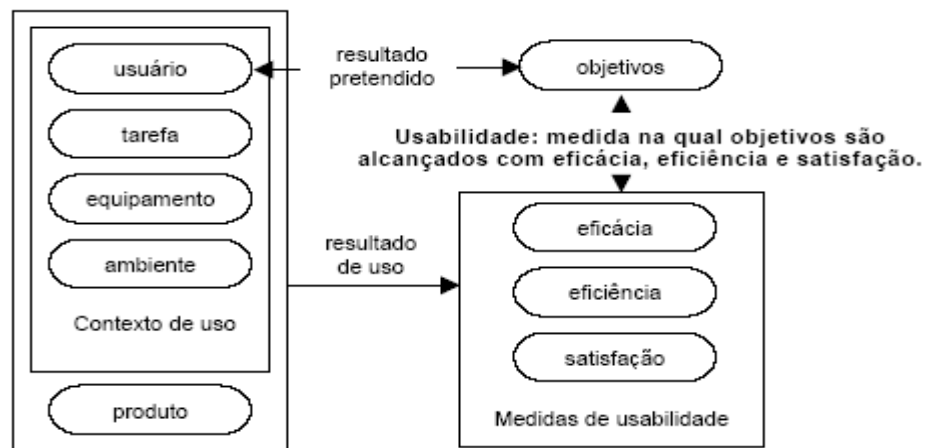 usuário
resultado
pretendido
objetivos
tarefa
Usabilidade: medida na qual objetivos são
alcançados com eficácia, eficiência e satisfação.
equipamento
ambiente
Contexto de uso
produto
resultado
de uso
eficácia
eficiência
satisfação
Medidas de usabilidade